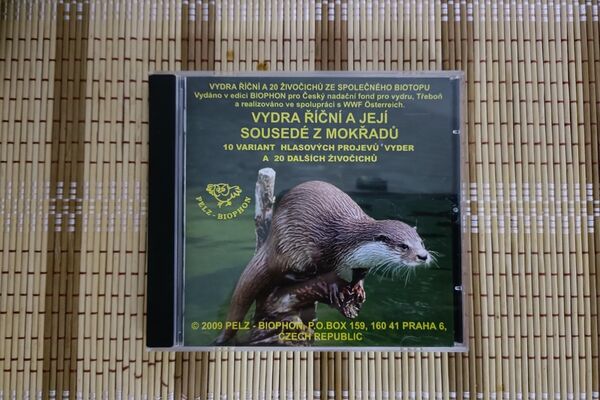 VYDRA ŘÍČNÍ A 20 ŽIVOČICHŮ ZE SPOLEČNÉHO BIOTOPU
Vydáno v edici BIOPHON pro Český nadační fond pro vydru, Třeboň
a realizováno ve spolupráci s WWF Österreich.
VYDRA ŘÍČNÍ A JEJÍ
SOUSEDÉ Z MOKŘADŮ
10 VARIANT HLASOVÝCH PROJEVŮ VYDER
A 20 DALŠÍCH ŽIVOČICHŮ
PELZ - BIOPHON
© 2009 PELZ - BIOPHON, P.O.BOX 159, 160 41 PRAHA 6,
CZECH REPUBLIC